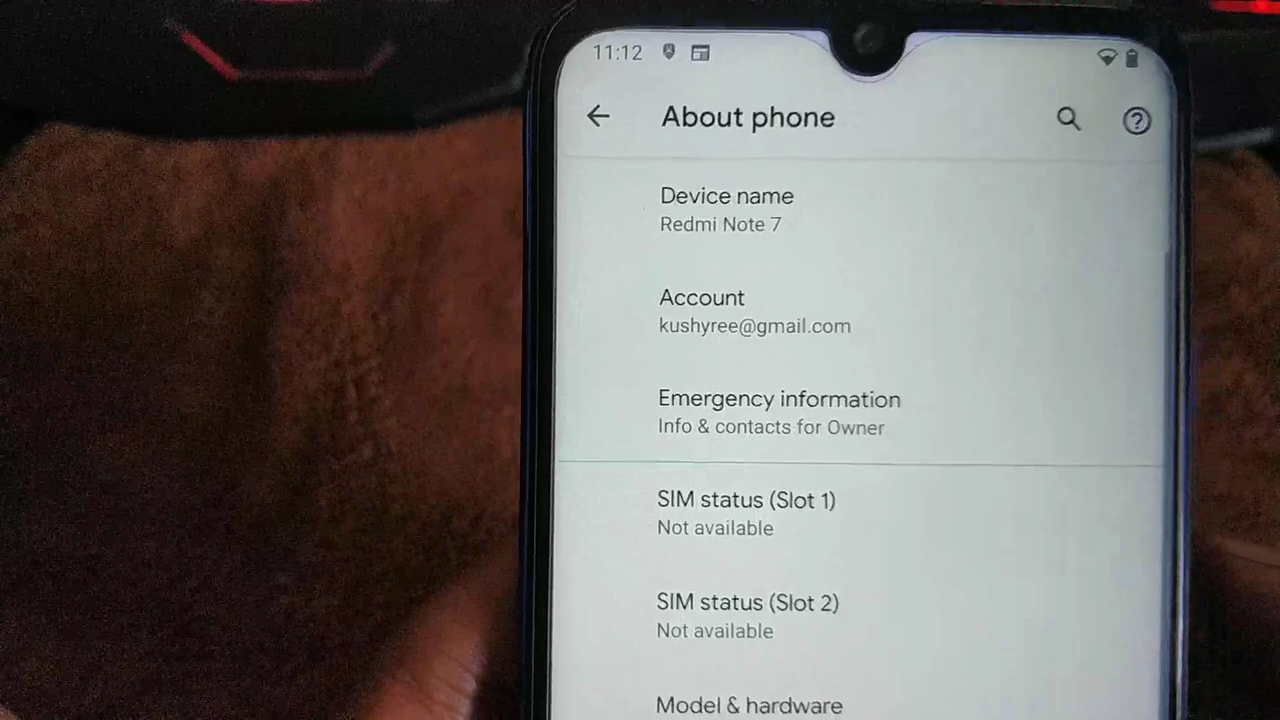 11:12
About phone
Device name
Redmi Note 7
Account
kushyree@gmail.com
Emergency information
Info & contacts for Owner
SIM status (Slot 1)
Not available
SIM status (Slot 2)
Not available
Model & hardware